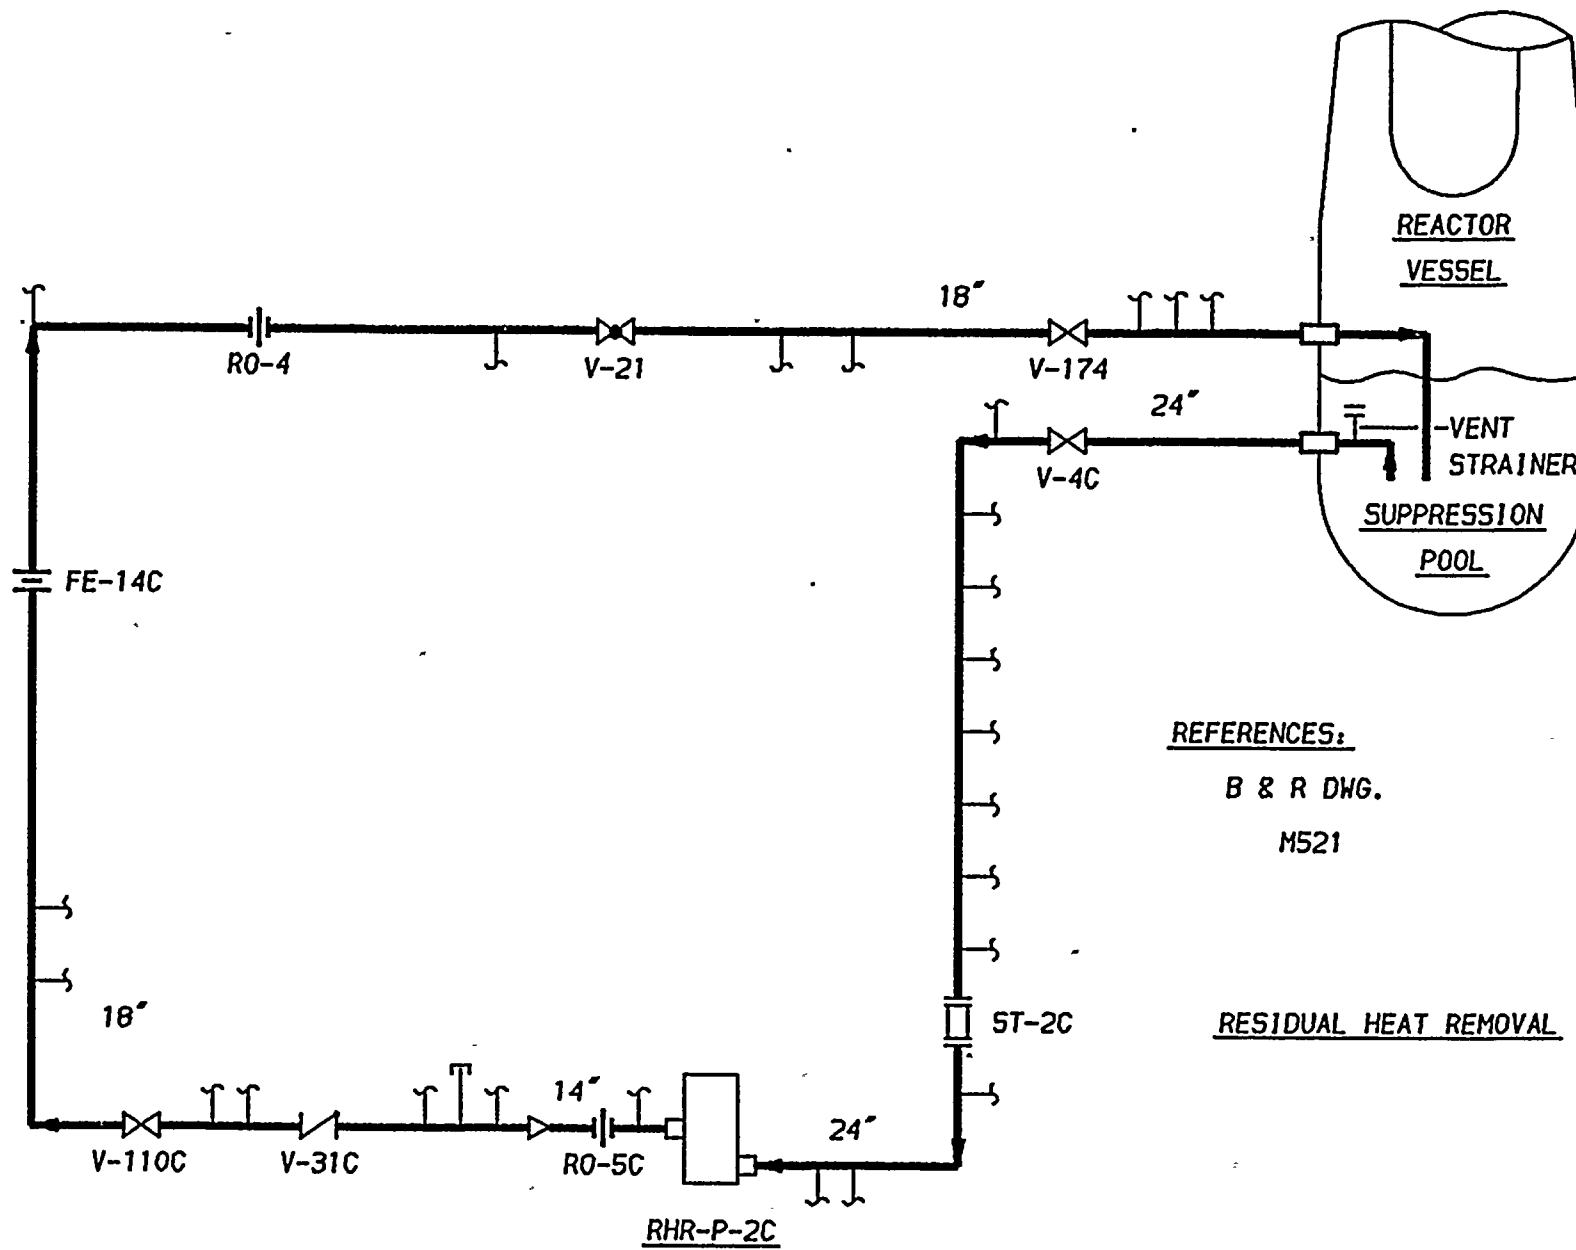 REACTOR
VESSEL
18"
RO-4
V-21
V-174
24"
VENT
STRAINER
V-4C
SUPPRESSION
POOL
FE-14C
REFERENCES:
B & R DWG.
M521
18"
ST-2C
RESIDUAL HEAT REMOVAL
14"
24"
V-110C
V-31C
RO-5C
RHR-P-2C